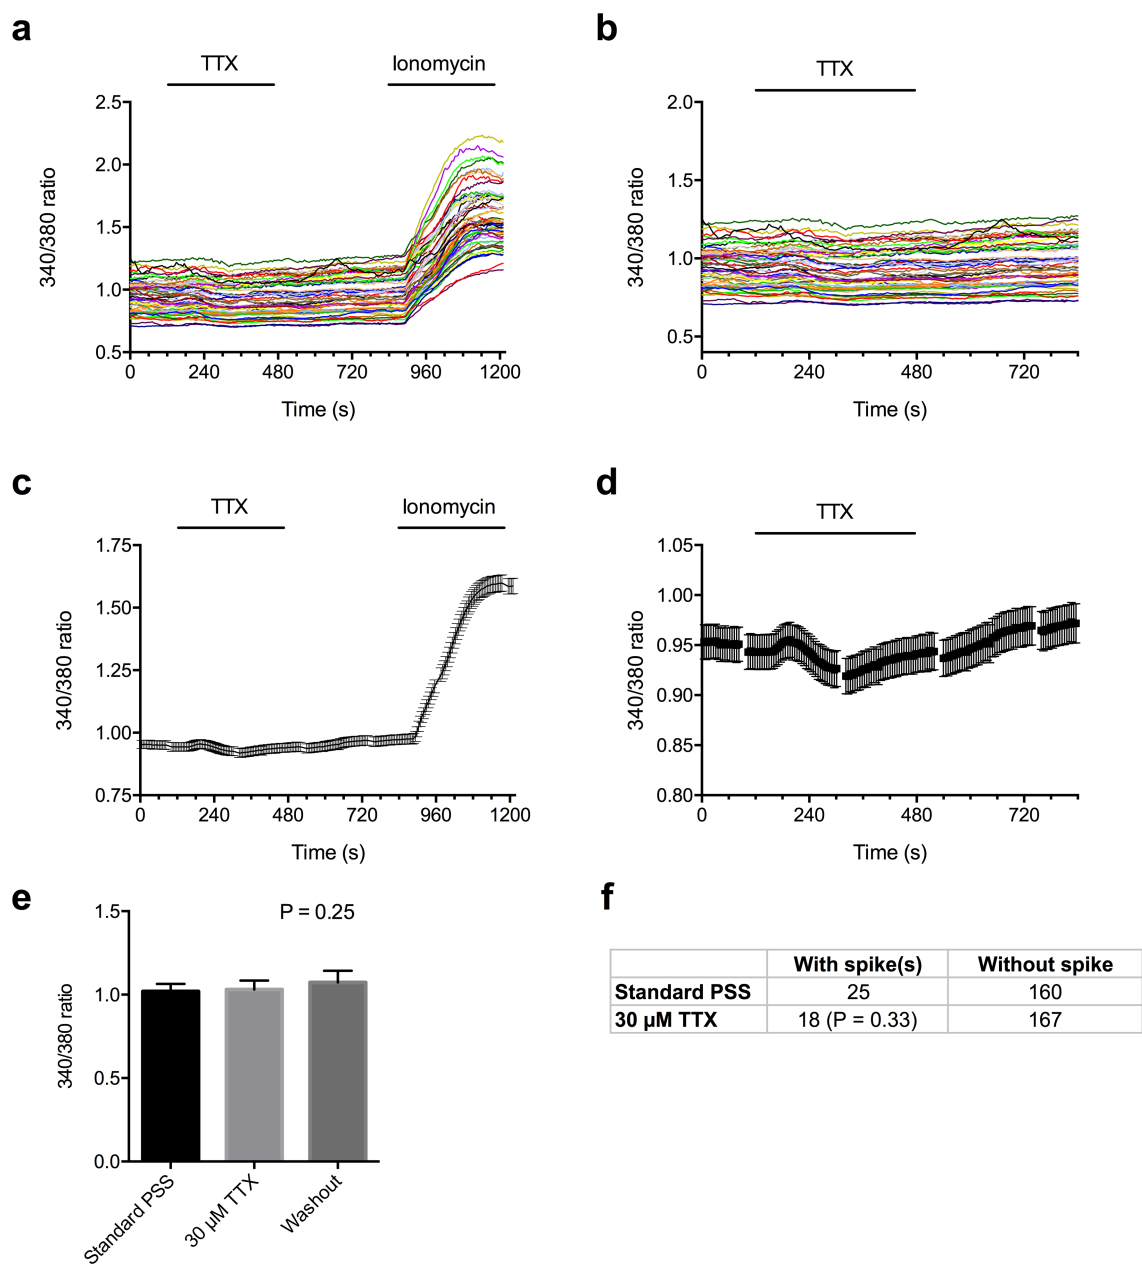 a
TTX
Ionomycin
2.5
2.0
1.5
1.0
0.5
340/380 ratio
0 240 480 720 960 1200
Time (s)
b
TTX
2.0
1.5
1.0
0.5
340/380 ratio
0 240 480 720
Time (s)
c
TTX
Ionomycin
1.75
1.50
1.25
1.00
0.75
340/380 ratio
0 240 480 720 960 1200
Time (s)
d
TTX
1.05
1.00
0.95
0.90
0.85
0.80
340/380 ratio
0 240 480 720
Time (s)
e
P = 0.25
1.5
1.0
0.5
0.0
340/380 ratio
Standard PSS
30 µM TTX
Washout
f
With spike(s) Without spike
Standard PSS 25 160
30 µM TTX 18 (P = 0.33) 167